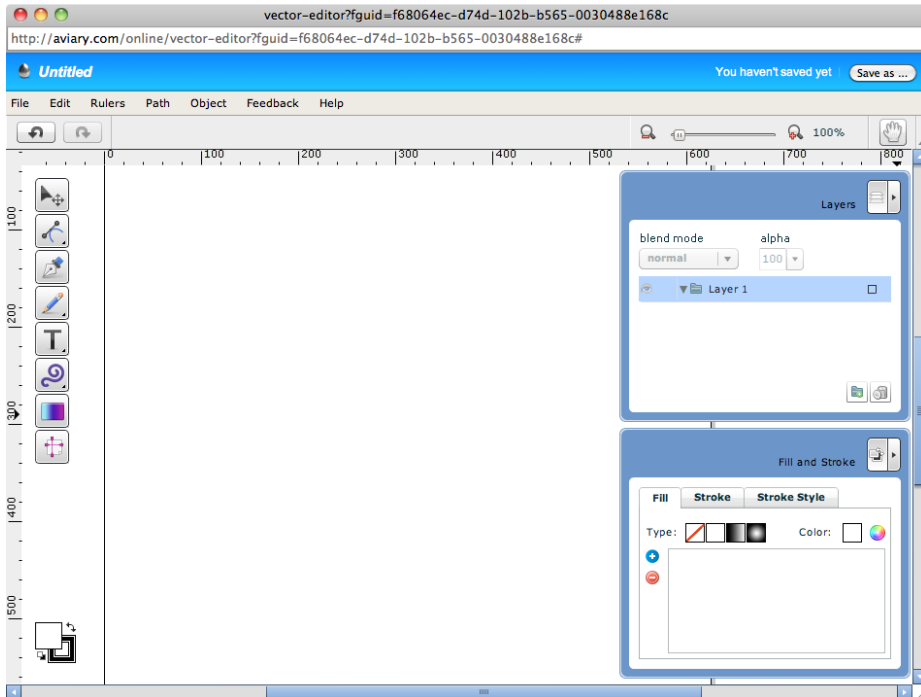 vector-editor?fguid=f68064ec-d74d-102b-b565-0030488e168c
http://aviary.com/online/vector-editor?fguid=f68064ec-d74d-102b-b565-0030488e168c#
Untitled
You haven't saved yet
Save as ...
File Edit Rulers Path Object Feedback Help
100%
0 100 200 300 400 500 600 700 800
100
200
300
400
500
T
Layers
blend mode alpha
normal 100
Layer 1
Fill and Stroke
Fill Stroke Stroke Style
Type: Color: